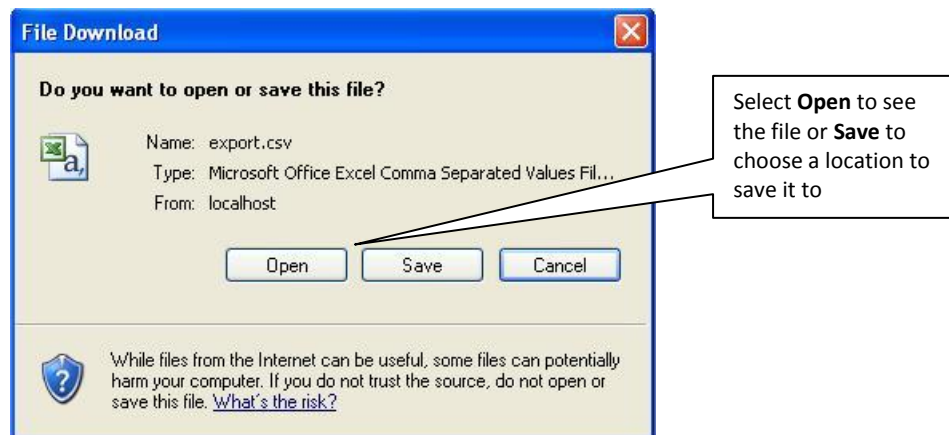 File Download
Do you want to open or save this file?
Name: export.csv
Type: Microsoft Office Excel Comma Separated Values Fil...
From: localhost
Open Save Cancel
While files from the Internet can be useful, some files can potentially
harm your computer. If you do not trust the source, do not open or
save this file. What's the risk?
Select Open to see
the file or Save to
choose a location to
save it to